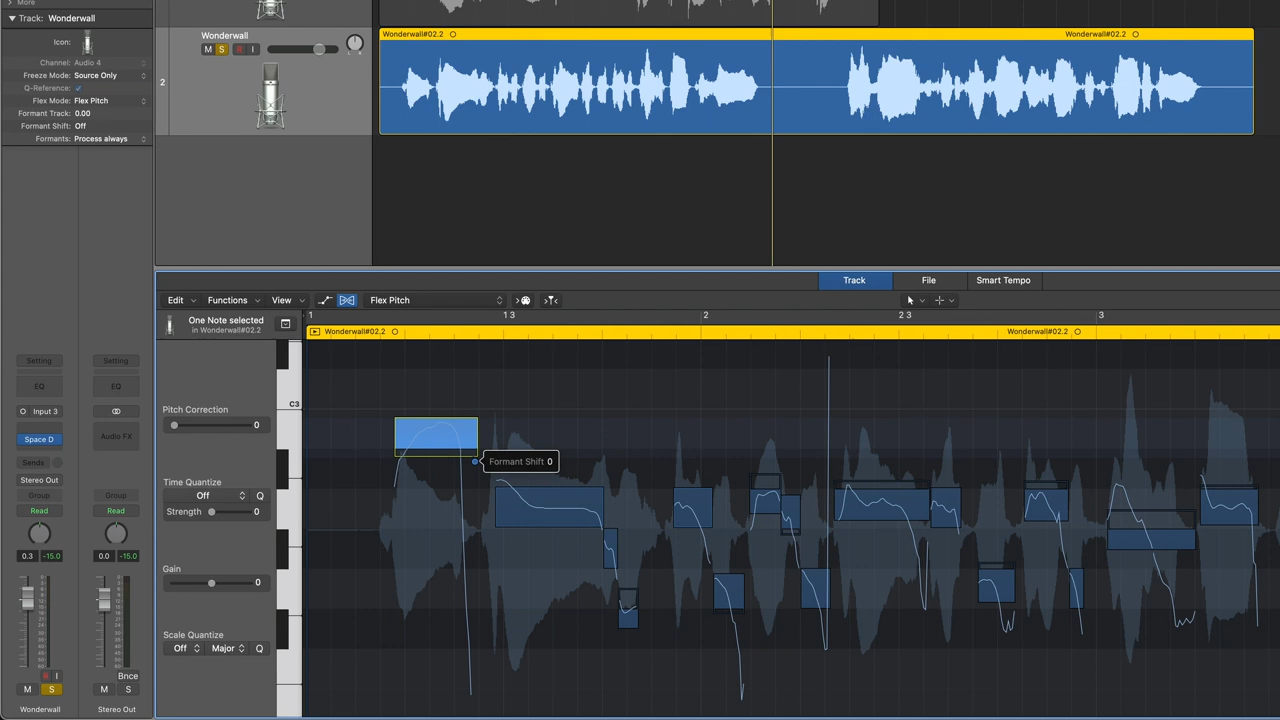 More
Track: Wonderwall
Icon:
Channel: Audio 4
Freeze Mode: Source Only
Q-Reference: ✓
Flex Mode: Flex Pitch
Formant Track: 0.00
Formant Shift: Off
Formants: Process always
Setting
Setting
EQ
EQ
Input 3
Space D
Audio FX
Sends
Stereo Out
Group
Group
Read
Read
0.3
-15.0
0.0
-15.0
R I
Bnce
M S
M S
Wonderwall
Stereo Out
2
Wonderwall
M S R I
Wonderwall#02.2
Wonderwall#02.2
Track
File
Smart Tempo
Edit
Functions
View
Flex Pitch
One Note selected
in Wonderwall#02.2
1
1 3
2
2 3
3
Wonderwall#02.2
Wonderwall#02.2
C3
Pitch Correction
0
Formant Shift 0
Time Quantize
Off
Q
Strength
0
Gain
0
Scale Quantize
Off
Major
Q